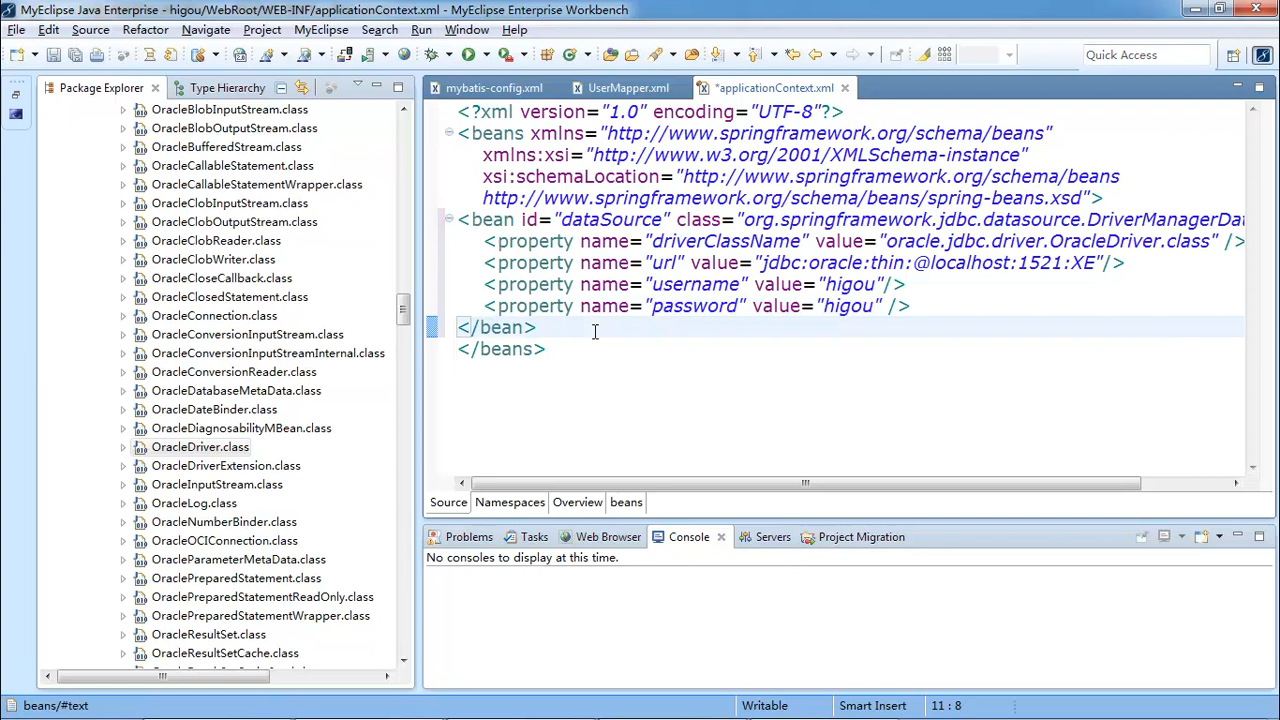 MyEclipse Java Enterprise - higou/WebRoot/WEB-INF/applicationContext.xml - MyEclipse Enterprise Workbench
File Edit Source Refactor Navigate Project MyEclipse Search Run Window Help
Quick Access
Package Explorer Type Hierarchy
OracleBlobInputStream.class
OracleBlobOutputStream.class
OracleBufferedStream.class
OracleCallableStatement.class
OracleCallableStatementWrapper.class
OracleClobInputStream.class
OracleClobOutputStream.class
OracleClobReader.class
OracleClobWriter.class
OracleCloseCallback.class
OracleClosedStatement.class
OracleConnection.class
OracleConversionInputStream.class
OracleConversionInputStreamInternal.class
OracleConversionReader.class
OracleDatabaseMetaData.class
OracleDateBinder.class
OracleDiagnosabilityMBean.class
OracleDriver.class
OracleDriverExtension.class
OracleInputStream.class
OracleLog.class
OracleNumberBinder.class
OracleOCIConnection.class
OracleParameterMetaData.class
OraclePreparedStatement.class
OraclePreparedStatementReadOnly.class
OraclePreparedStatementWrapper.class
OracleResultSet.class
OracleResultSetCache.class
mybatis-config.xml UserMapper.xml *applicationContext.xml
<?xml version="1.0" encoding="UTF-8"?>
<beans xmlns="http://www.springframework.org/schema/beans"
xmlns:xsi="http://www.w3.org/2001/XMLSchema-instance"
xsi:schemaLocation="http://www.springframework.org/schema/beans
http://www.springframework.org/schema/beans/spring-beans.xsd">
<bean id="dataSource" class="org.springframework.jdbc.datasource.DriverManagerDat
<property name="driverClassName" value="oracle.jdbc.driver.OracleDriver.class" />
<property name="url" value="jdbc:oracle:thin:@localhost:1521:XE"/>
<property name="username" value="higou"/>
<property name="password" value="higou" />
</bean>
</beans>
Source Namespaces Overview beans
Problems Tasks Web Browser Console Servers Project Migration
No consoles to display at this time.
beans/#text Writable Smart Insert 11 : 8